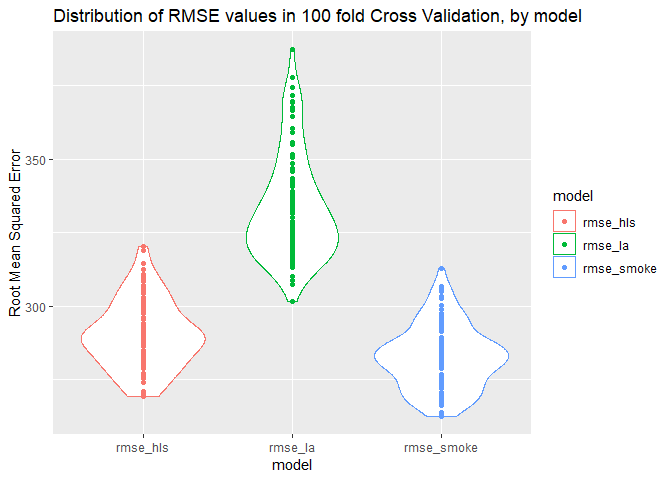 Distribution of RMSE values in 100 fold Cross Validation, by model
Root Mean Squared Error
350
300
rmse_hls
rmse_la
rmse_smoke
model
model
rmse_hls
rmse_la
rmse_smoke